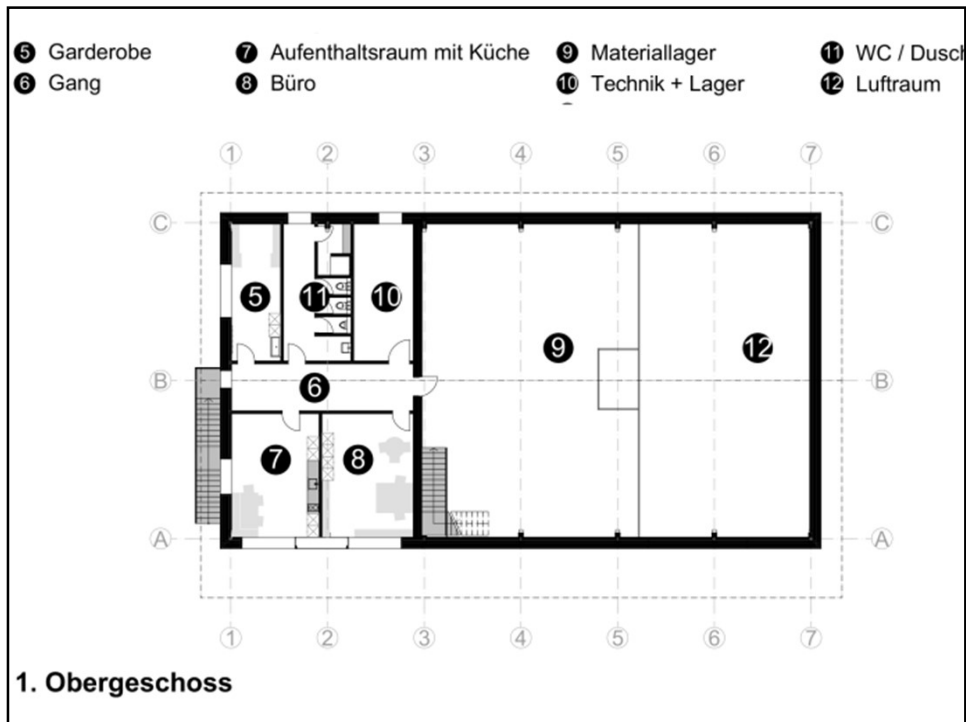 5 Garderobe 7 Aufenthaltsraum mit Küche 9 Materiallager 11 WC / Dusch
6 Gang 8 Büro 10 Technik + Lager 12 Luftraum
1 2 3 4 5 6 7
C C
5 11 10
9 12
B 6 B
7 8
A A
1 2 3 4 5 6 7
1. Obergeschoss